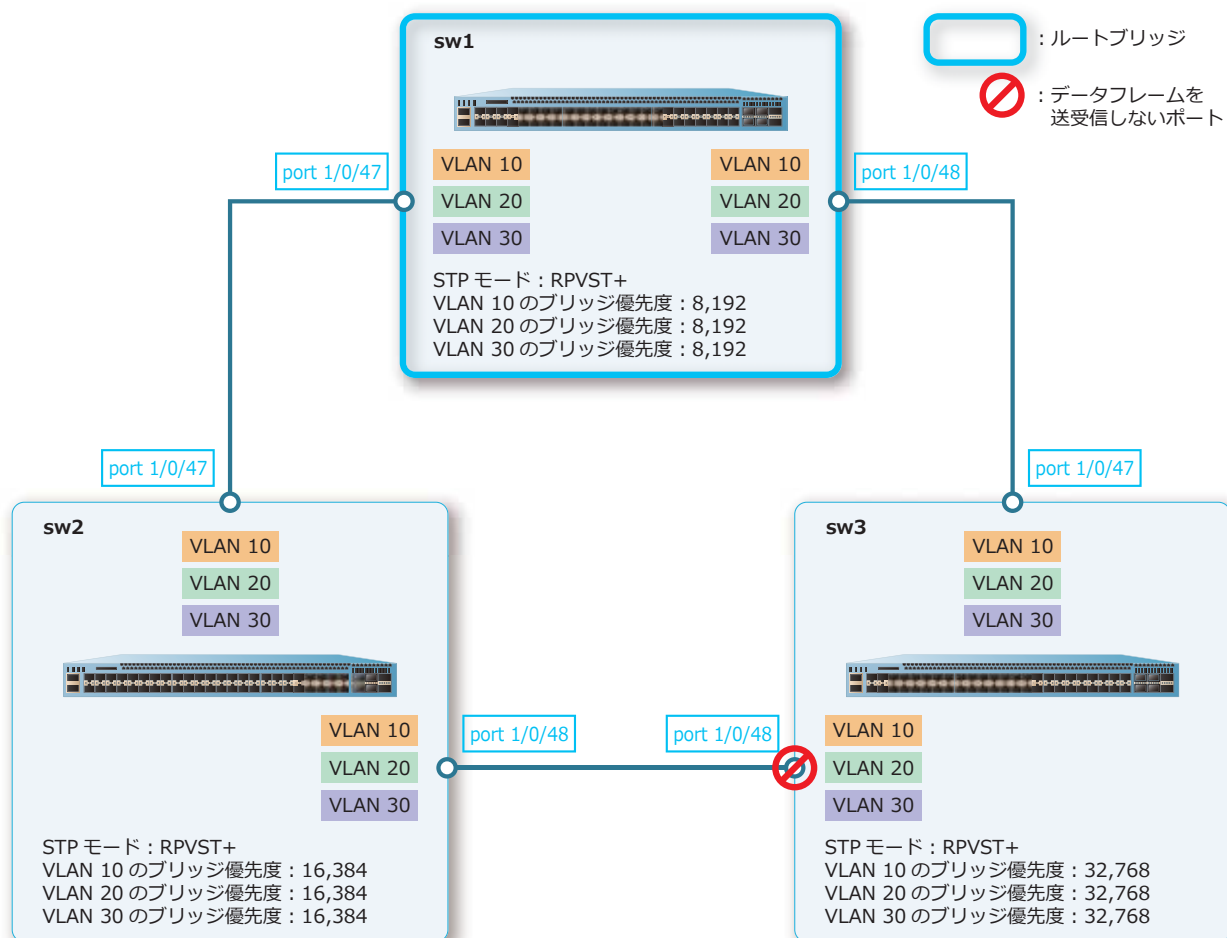 sw1
：ルートブリッジ
：データフレームを
送受信しないポート
port 1/0/47
VLAN 10
VLAN 10
port 1/0/48
VLAN 20
VLAN 20
VLAN 30
VLAN 30
STP モード：RPVST+
VLAN 10 のブリッジ優先度：8,192
VLAN 20 のブリッジ優先度：8,192
VLAN 30 のブリッジ優先度：8,192
port 1/0/47
port 1/0/47
sw2
VLAN 10
VLAN 20
VLAN 30
VLAN 10
VLAN 20
VLAN 30
port 1/0/48
STP モード：RPVST+
VLAN 10 のブリッジ優先度：16,384
VLAN 20 のブリッジ優先度：16,384
VLAN 30 のブリッジ優先度：16,384
sw3
VLAN 10
VLAN 20
VLAN 30
port 1/0/48
VLAN 10
VLAN 20
VLAN 30
STP モード：RPVST+
VLAN 10 のブリッジ優先度：32,768
VLAN 20 のブリッジ優先度：32,768
VLAN 30 のブリッジ優先度：32,768